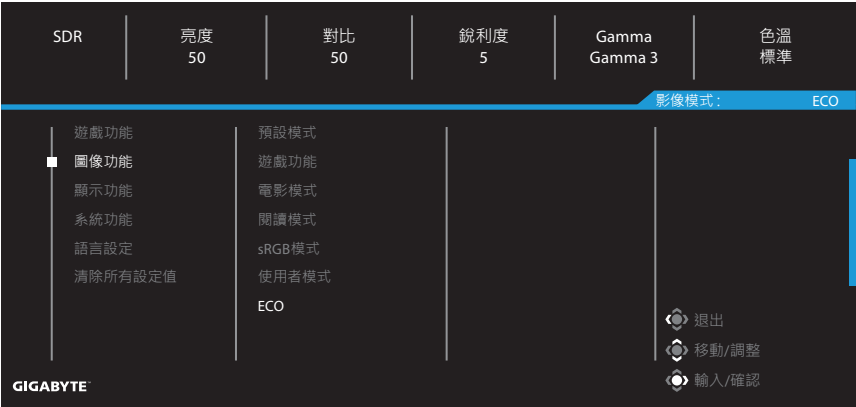 SDR
亮度
50
對比
50
銳利度
5
Gamma
Gamma 3
色溫
標準
影像模式： ECO
遊戲功能
圖像功能
顯示功能
系統功能
語言設定
清除所有設定值
預設模式
遊戲功能
電影模式
閱讀模式
sRGB模式
使用者模式
ECO
退出
移動/調整
輸入/確認
GIGABYTE™